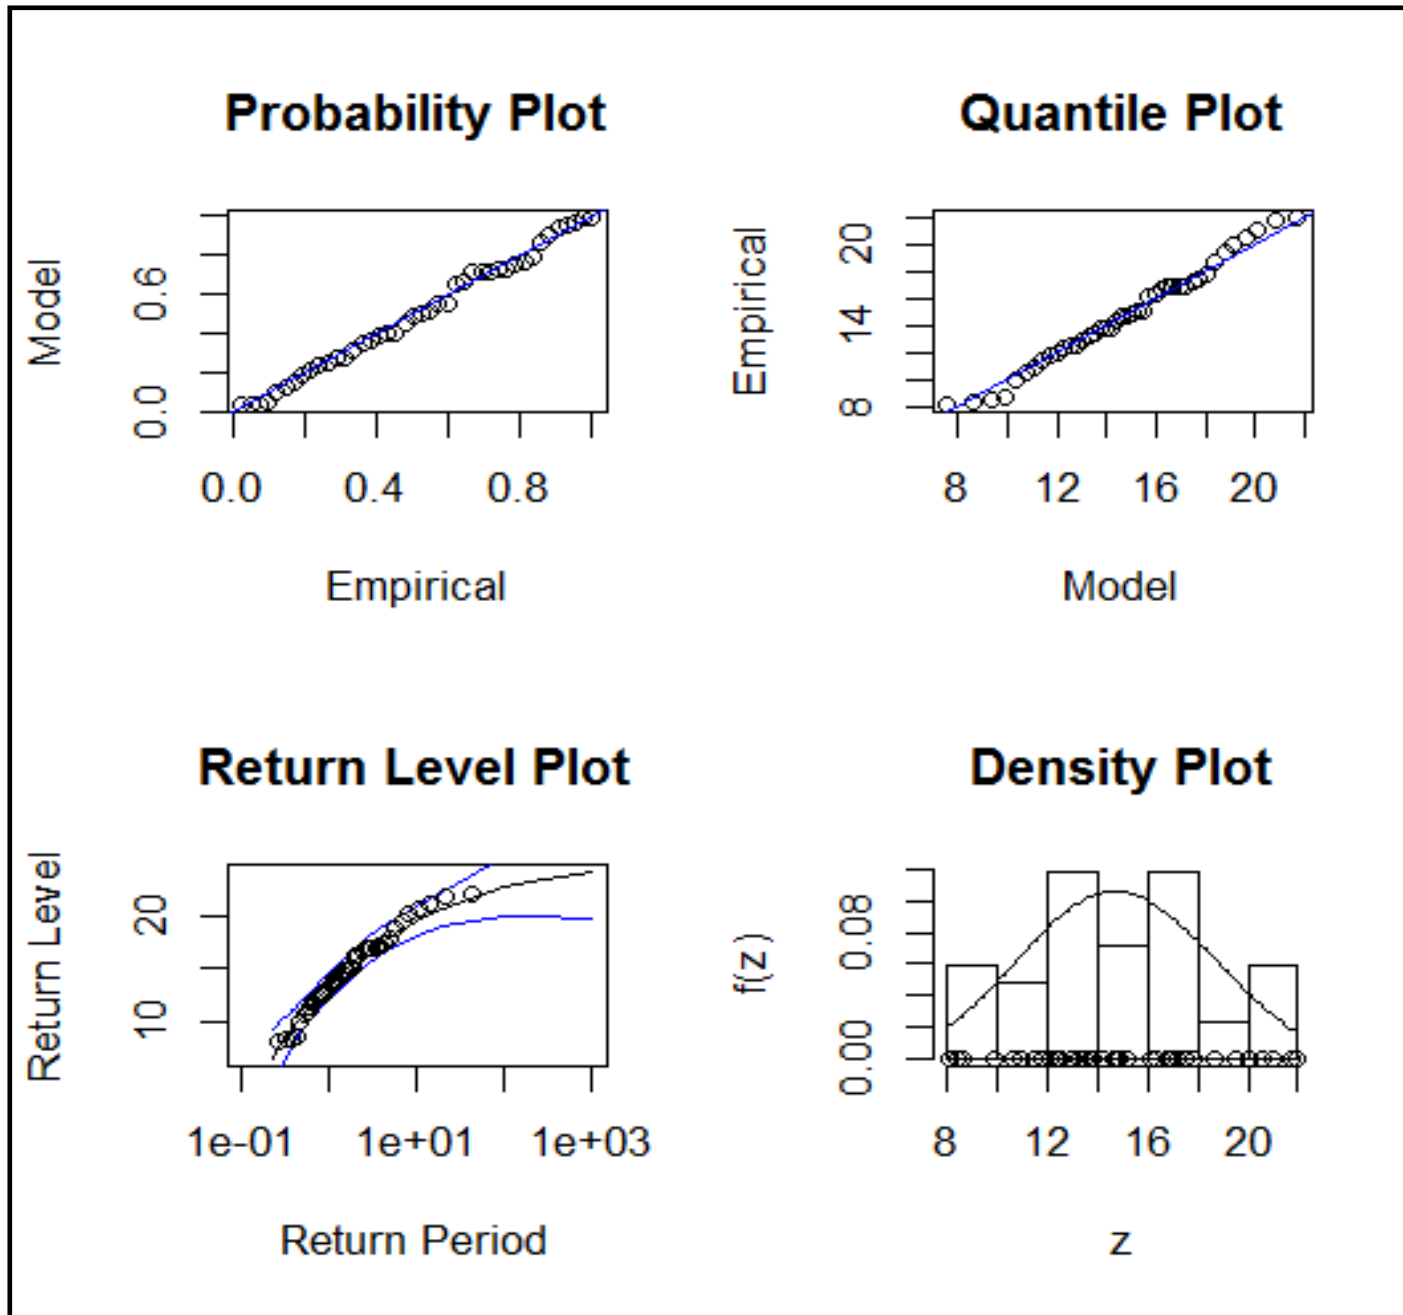 Probability Plot
Model
0.0 0.6
0.0 0.4 0.8
Empirical
Quantile Plot
Empirical
8 14 20
8 12 16 20
Model
Return Level Plot
Return Level
10 20
1e-01 1e+01 1e+03
Return Period
Density Plot
f(z)
0.00 0.08
8 12 16 20
z